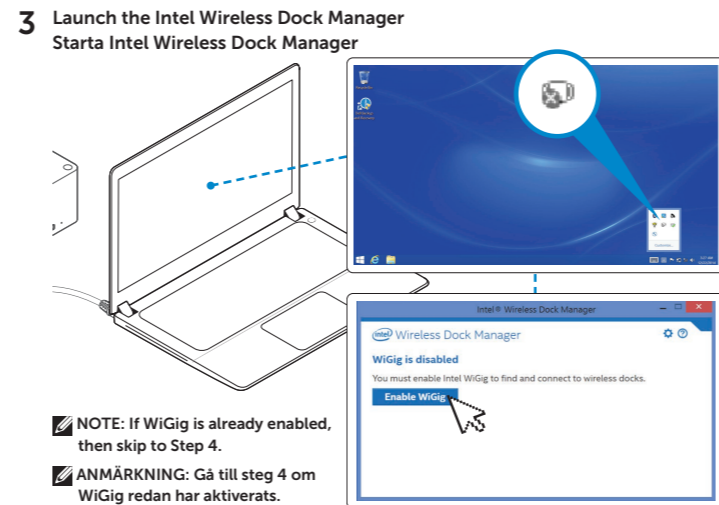 3 Launch the Intel Wireless Dock Manager
Starta Intel Wireless Dock Manager
Intel® Wireless Dock Manager
intel Wireless Dock Manager
WiGig is disabled
You must enable Intel WiGig to find and connect to wireless docks.
Enable WiGig
NOTE: If WiGig is already enabled,
then skip to Step 4.
ANMÄRKNING: Gå till steg 4 om
WiGig redan har aktiverats.